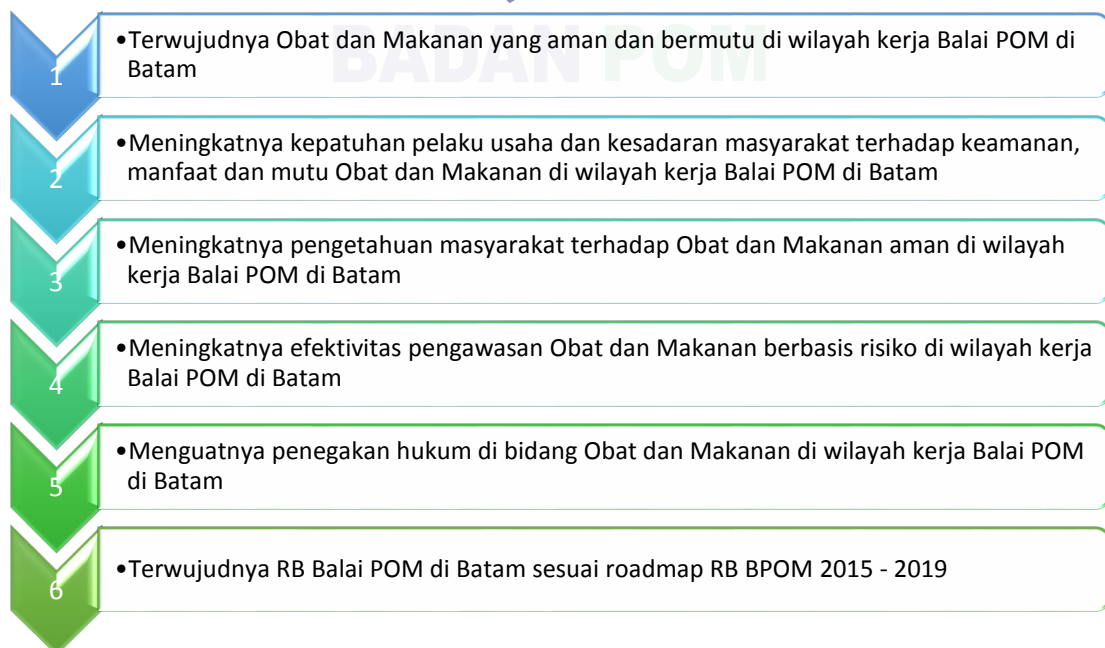 BADAN POM
1
•Terwujudnya Obat dan Makanan yang aman dan bermutu di wilayah kerja Balai POM di
Batam
2
•Meningkatnya kepatuhan pelaku usaha dan kesadaran masyarakat terhadap keamanan,
manfaat dan mutu Obat dan Makanan di wilayah kerja Balai POM di Batam
3
•Meningkatnya pengetahuan masyarakat terhadap Obat dan Makanan aman di wilayah
kerja Balai POM di Batam
4
•Meningkatnya efektivitas pengawasan Obat dan Makanan berbasis risiko di wilayah kerja
Balai POM di Batam
5
•Menguatnya penegakan hukum di bidang Obat dan Makanan di wilayah kerja Balai POM
di Batam
6
•Terwujudnya RB Balai POM di Batam sesuai roadmap RB BPOM 2015 - 2019